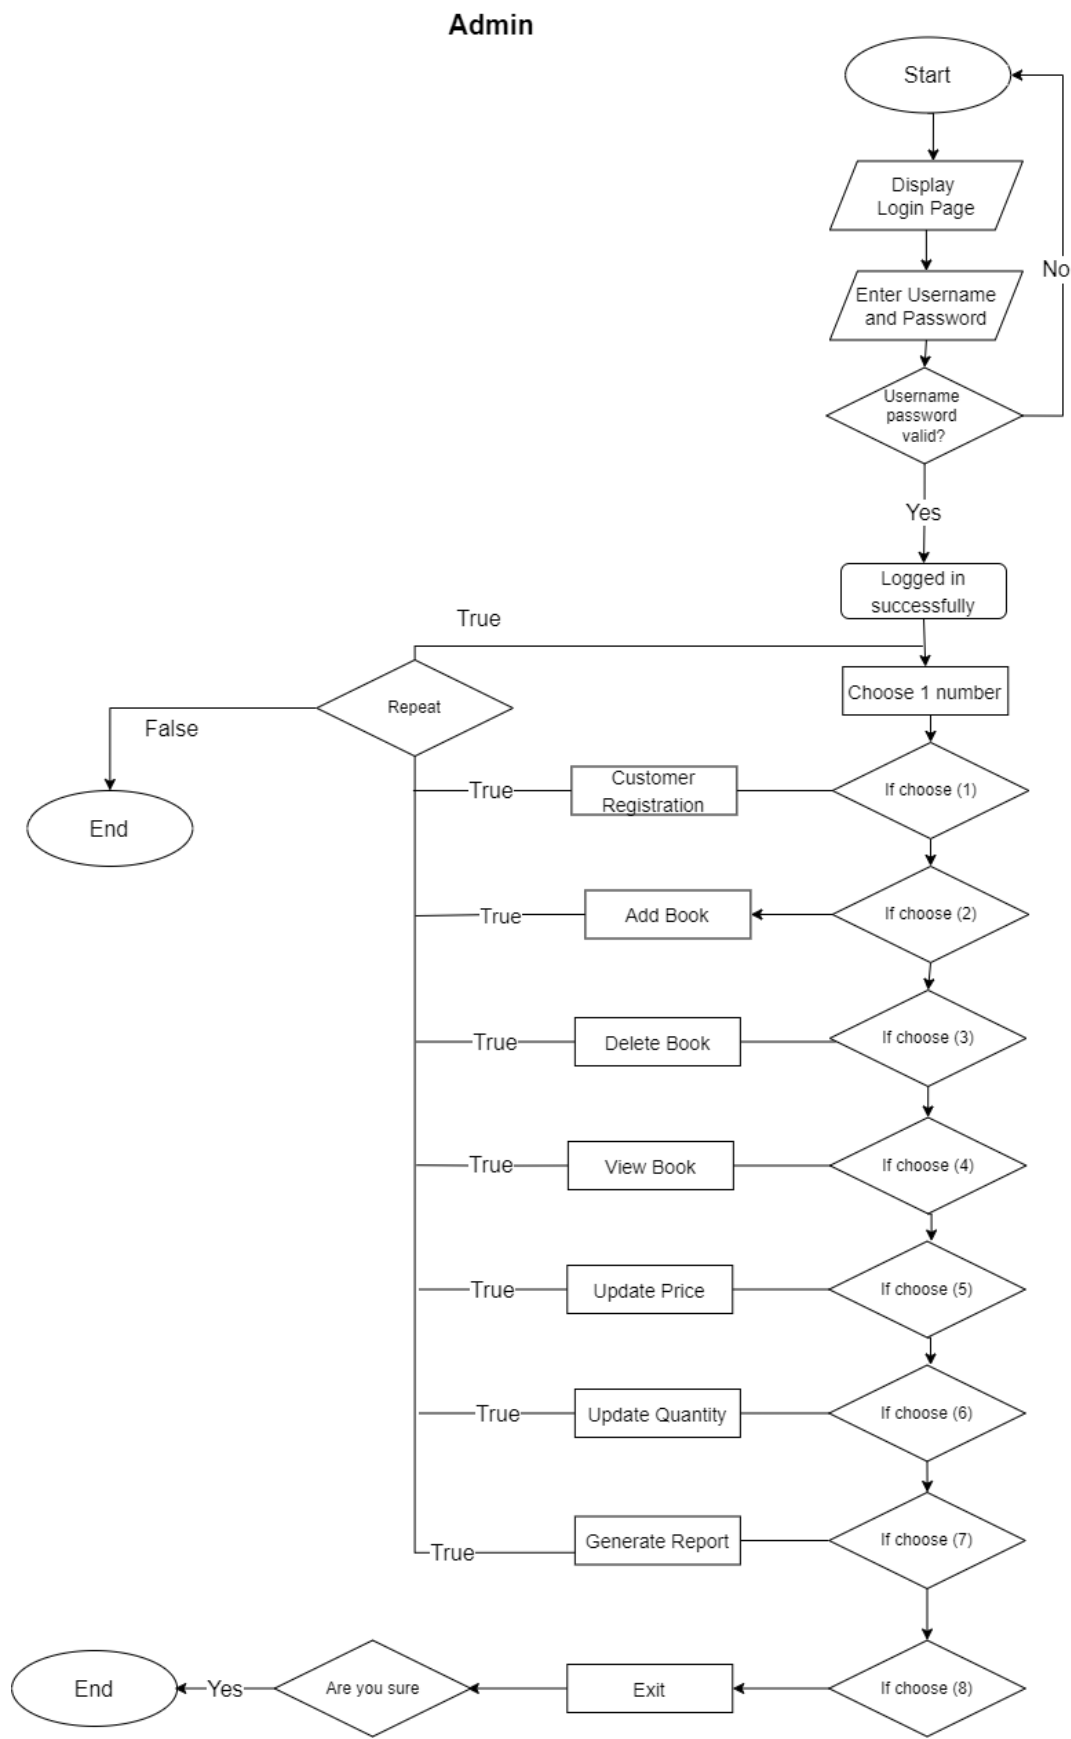 Admin
Start
Display
Login Page
No
Enter Username
and Password
Username
password
valid?
Yes
Logged in
successfully
True
Repeat
Choose 1 number
False
End
True
Customer
Registration
If choose (1)
True
Add Book
If choose (2)
True
Delete Book
If choose (3)
True
View Book
If choose (4)
True
Update Price
If choose (5)
True
Update Quantity
If choose (6)
True
Generate Report
If choose (7)
End
Yes
Are you sure
Exit
If choose (8)